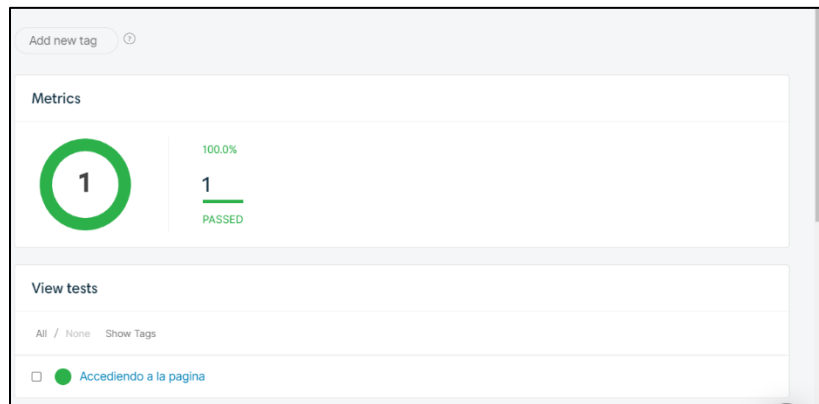 Add new tag ?
Metrics
1
100.0%
1
PASSED
View tests
All / None Show Tags
Accediendo a la pagina